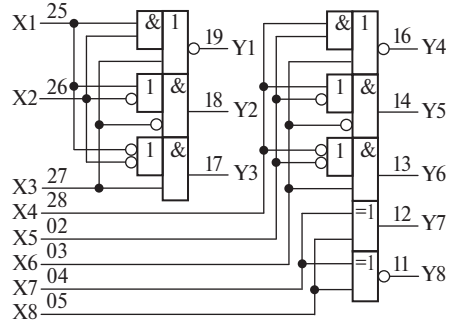 X1 25 & 1 19 Y1
X2 26 1 & 18 Y2
1 & 17 Y3
X3 27
X4 28
X5 02
X6 03
X7 04
X8 05
& 1 16 Y4
1 & 14 Y5
1 & 13 Y6
=1 12 Y7
=1 11 Y8